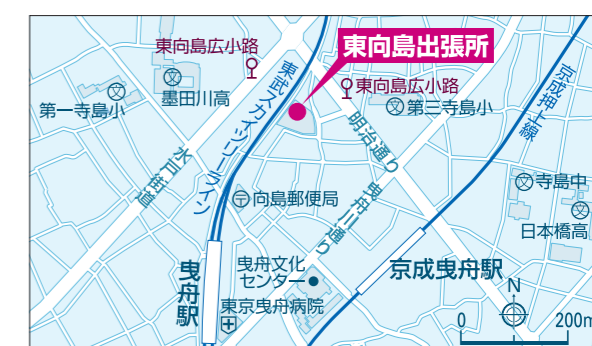 東向島広小路
東向島出張所
東向島広小路
第一寺島小
墨田川高
東武スカイツリーライン
第三寺島小
京成押上線
明治通り
水戸街道
寺島中
向島郵便局
曳舟川通り
日本橋高
曳舟駅
曳舟文化
センター
京成曳舟駅
東京曳舟病院
N
0 200m